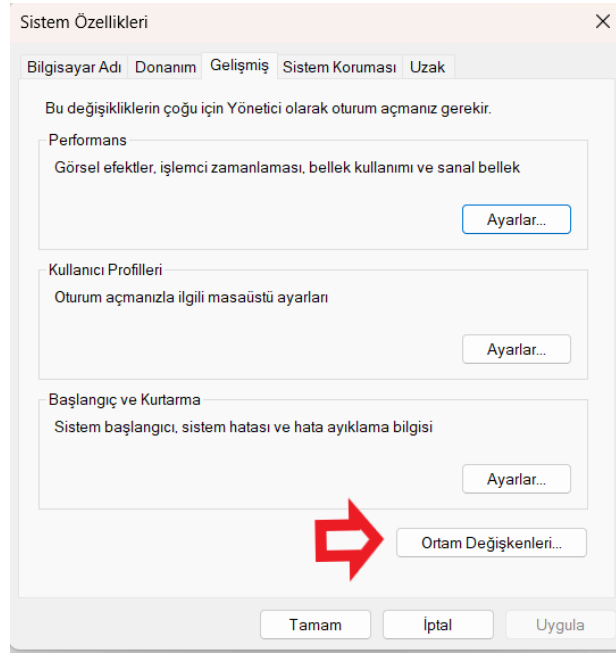 Sistem Özellikleri
Bilgisayar Adı Donanım Gelişmiş Sistem Koruması Uzak
Bu değişikliklerin çoğu için Yönetici olarak oturum açmanız gerekir.
Performans
Görsel efektler, işlemci zamanlaması, bellek kullanımı ve sanal bellek
Ayarlar...
Kullanıcı Profilleri
Oturum açmanızla ilgili masaüstü ayarları
Ayarlar...
Başlangıç ve Kurtarma
Sistem başlangıcı, sistem hatası ve hata ayıklama bilgisi
Ayarlar...
Ortam Değişkenleri...
Tamam İptal Uygula